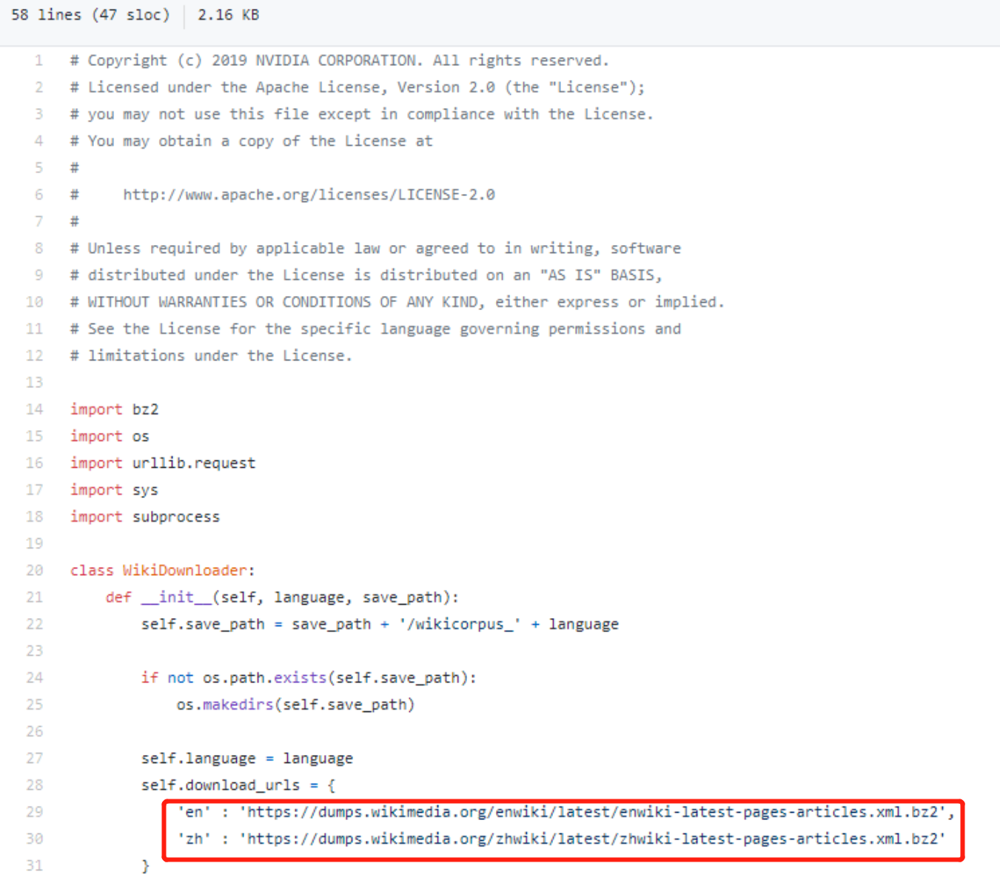 58 lines (47 sloc) 2.16 KB
1 # Copyright (c) 2019 NVIDIA CORPORATION. All rights reserved.
2 # Licensed under the Apache License, Version 2.0 (the "License");
3 # you may not use this file except in compliance with the License.
4 # You may obtain a copy of the License at
5 #
6 #     http://www.apache.org/licenses/LICENSE-2.0
7 #
8 # Unless required by applicable law or agreed to in writing, software
9 # distributed under the License is distributed on an "AS IS" BASIS,
10 # WITHOUT WARRANTIES OR CONDITIONS OF ANY KIND, either express or implied.
11 # See the License for the specific language governing permissions and
12 # limitations under the License.
13
14 import bz2
15 import os
16 import urllib.request
17 import sys
18 import subprocess
19
20 class WikiDownloader:
21     def __init__(self, language, save_path):
22         self.save_path = save_path + '/wikicorpus_' + language
23
24         if not os.path.exists(self.save_path):
25             os.makedirs(self.save_path)
26
27         self.language = language
28         self.download_urls = {
29             'en' : 'https://dumps.wikimedia.org/enwiki/latest/enwiki-latest-pages-articles.xml.bz2',
30             'zh' : 'https://dumps.wikimedia.org/zhwiki/latest/zhwiki-latest-pages-articles.xml.bz2'
31         }